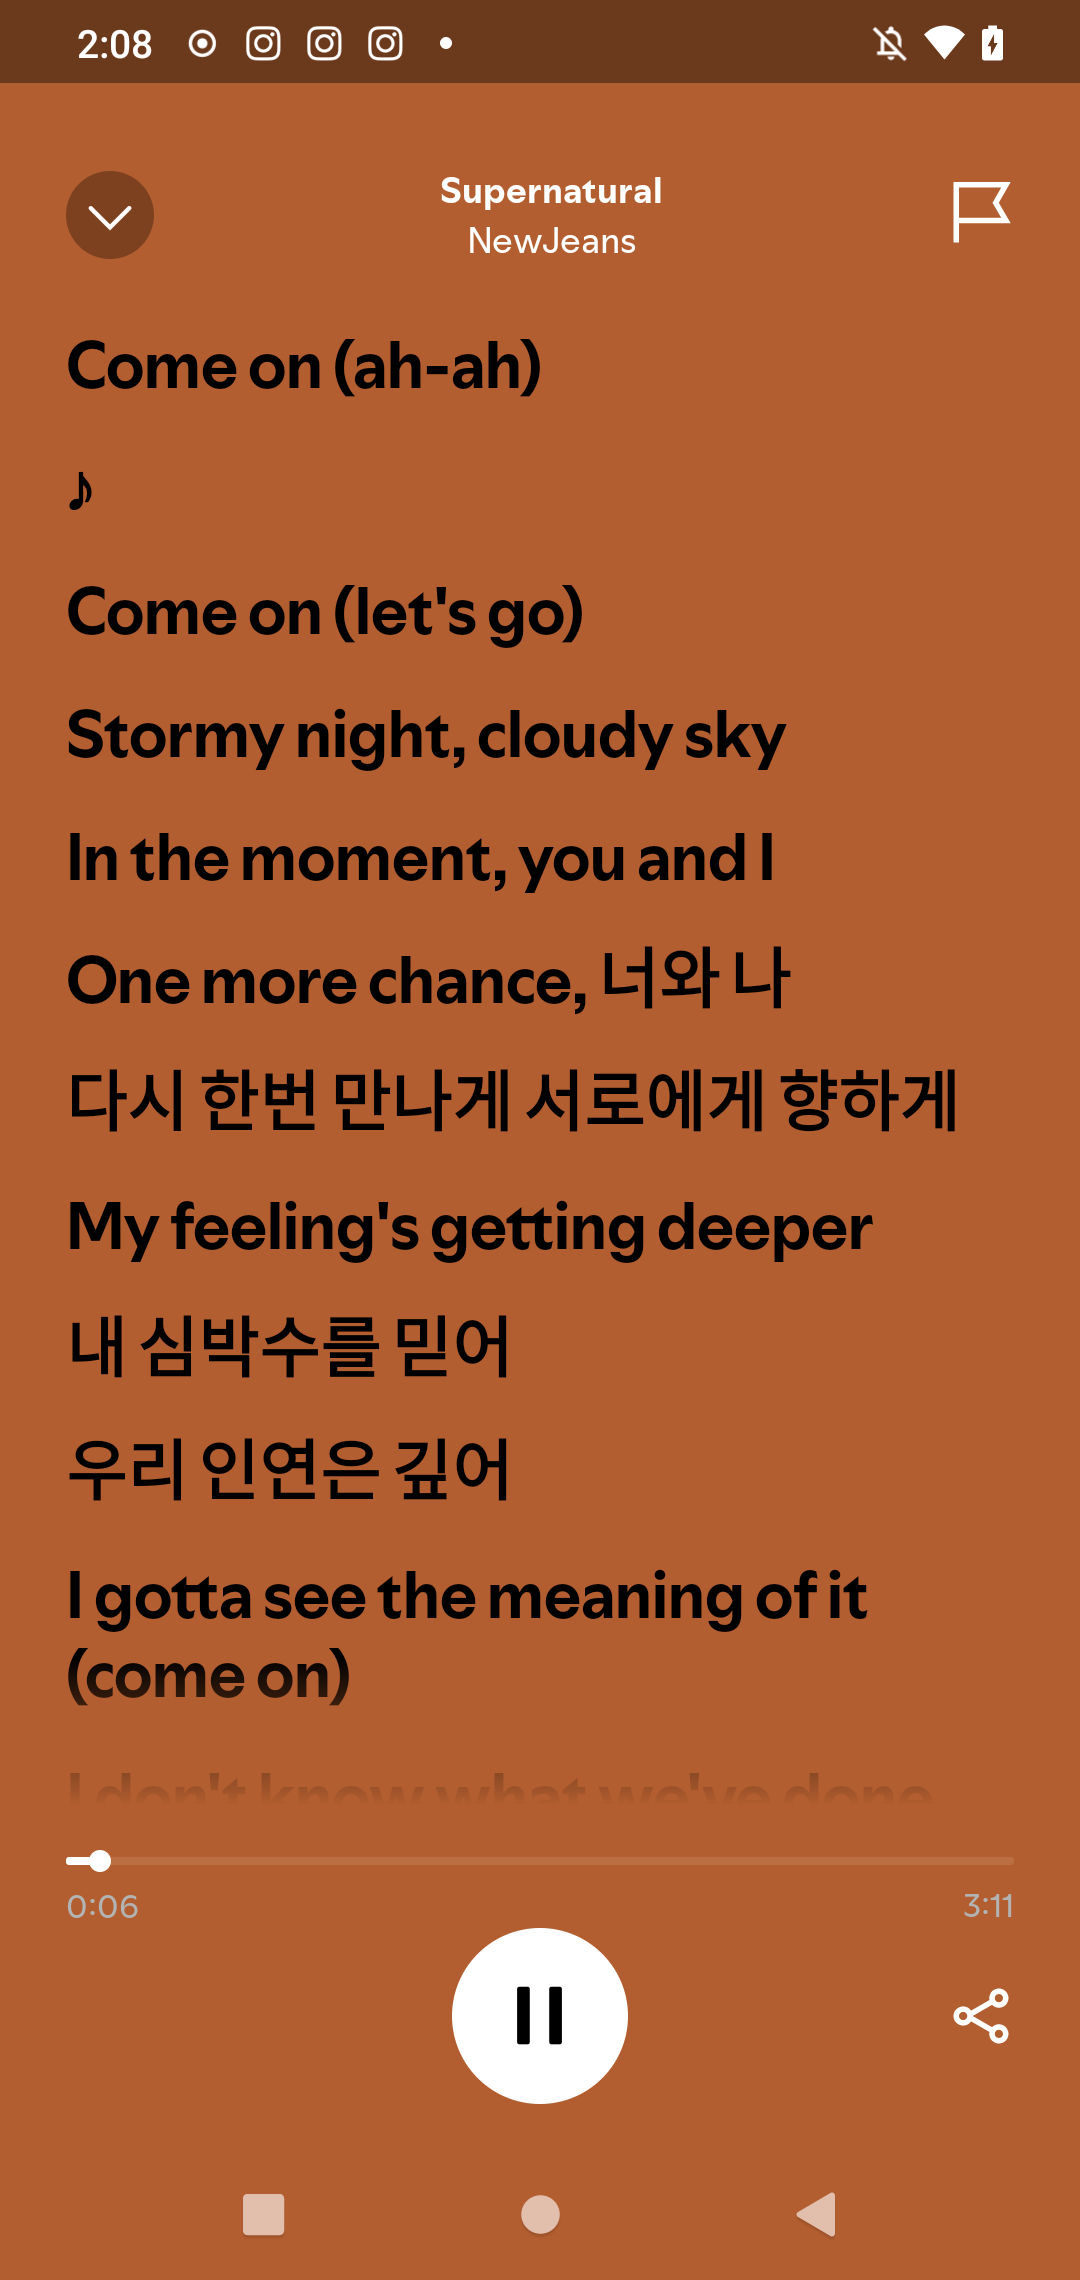 2:08
Supernatural
NewJeans
Come on (ah-ah)
♪
Come on (let's go)
Stormy night, cloudy sky
In the moment, you and I
One more chance, 너와 나
다시 한번 만나게 서로에게 향하게
My feeling's getting deeper
내 심박수를 믿어
우리 인연은 깊어
I gotta see the meaning of it
(come on)
I don't know what we've done
0:06
3:11